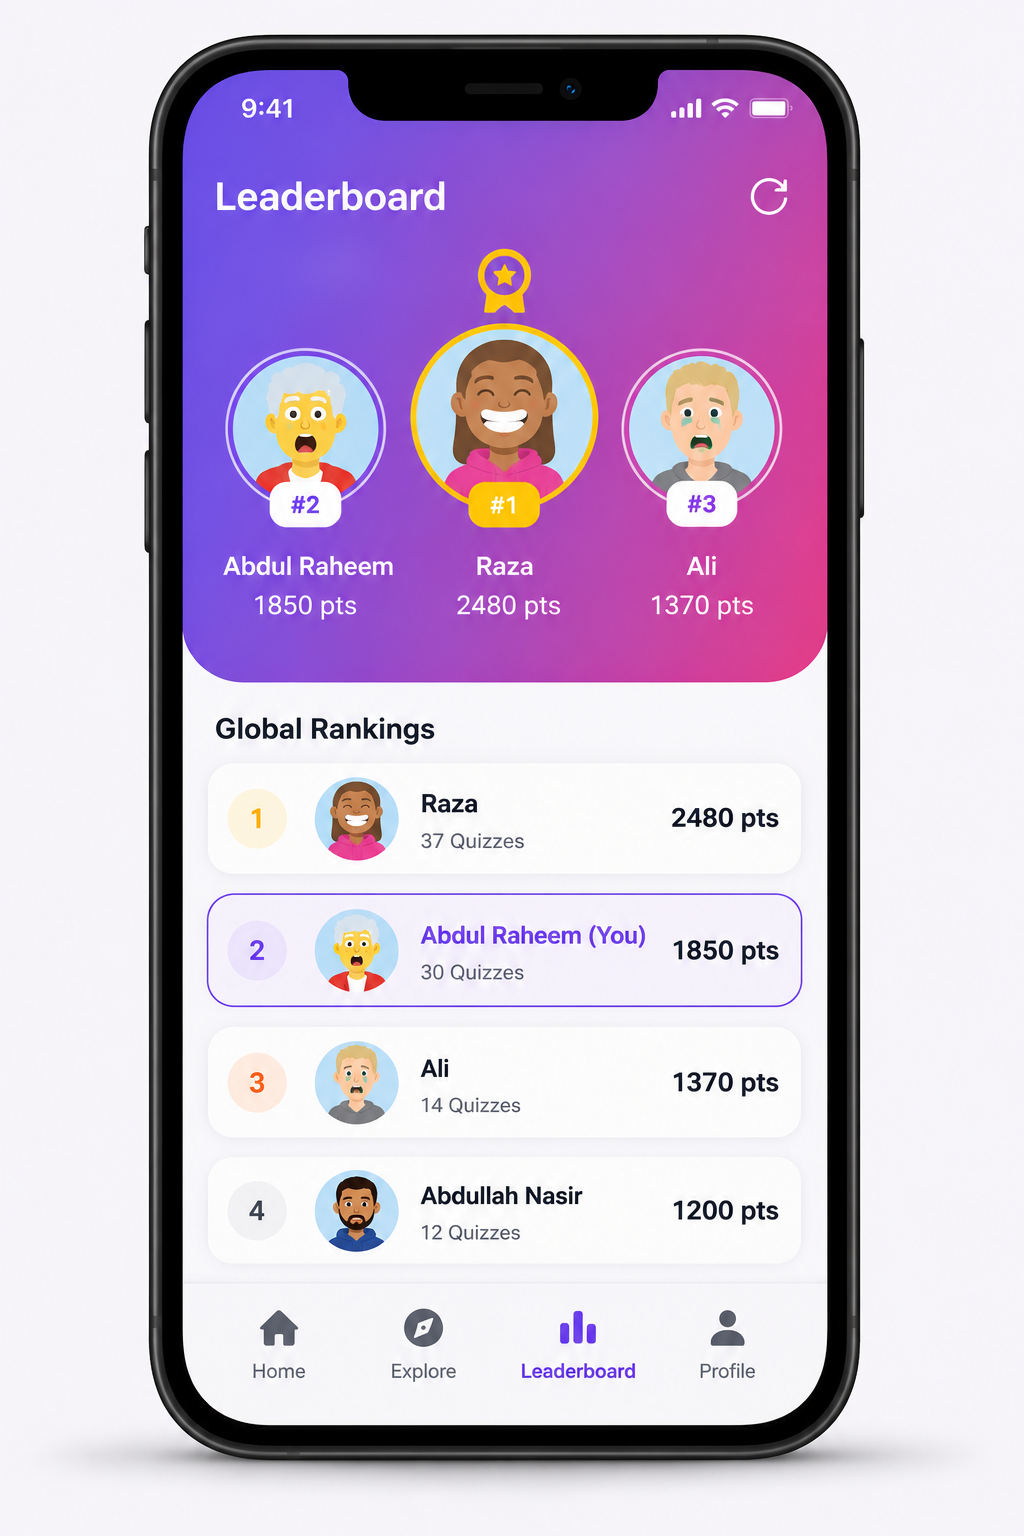 9:41
Leaderboard
#2
#1
#3
Abdul Raheem
Raza
Ali
1850 pts
2480 pts
1370 pts
Global Rankings
1
Raza
37 Quizzes
2480 pts
2
Abdul Raheem (You)
30 Quizzes
1850 pts
3
Ali
14 Quizzes
1370 pts
4
Abdullah Nasir
12 Quizzes
1200 pts
Home
Explore
Leaderboard
Profile